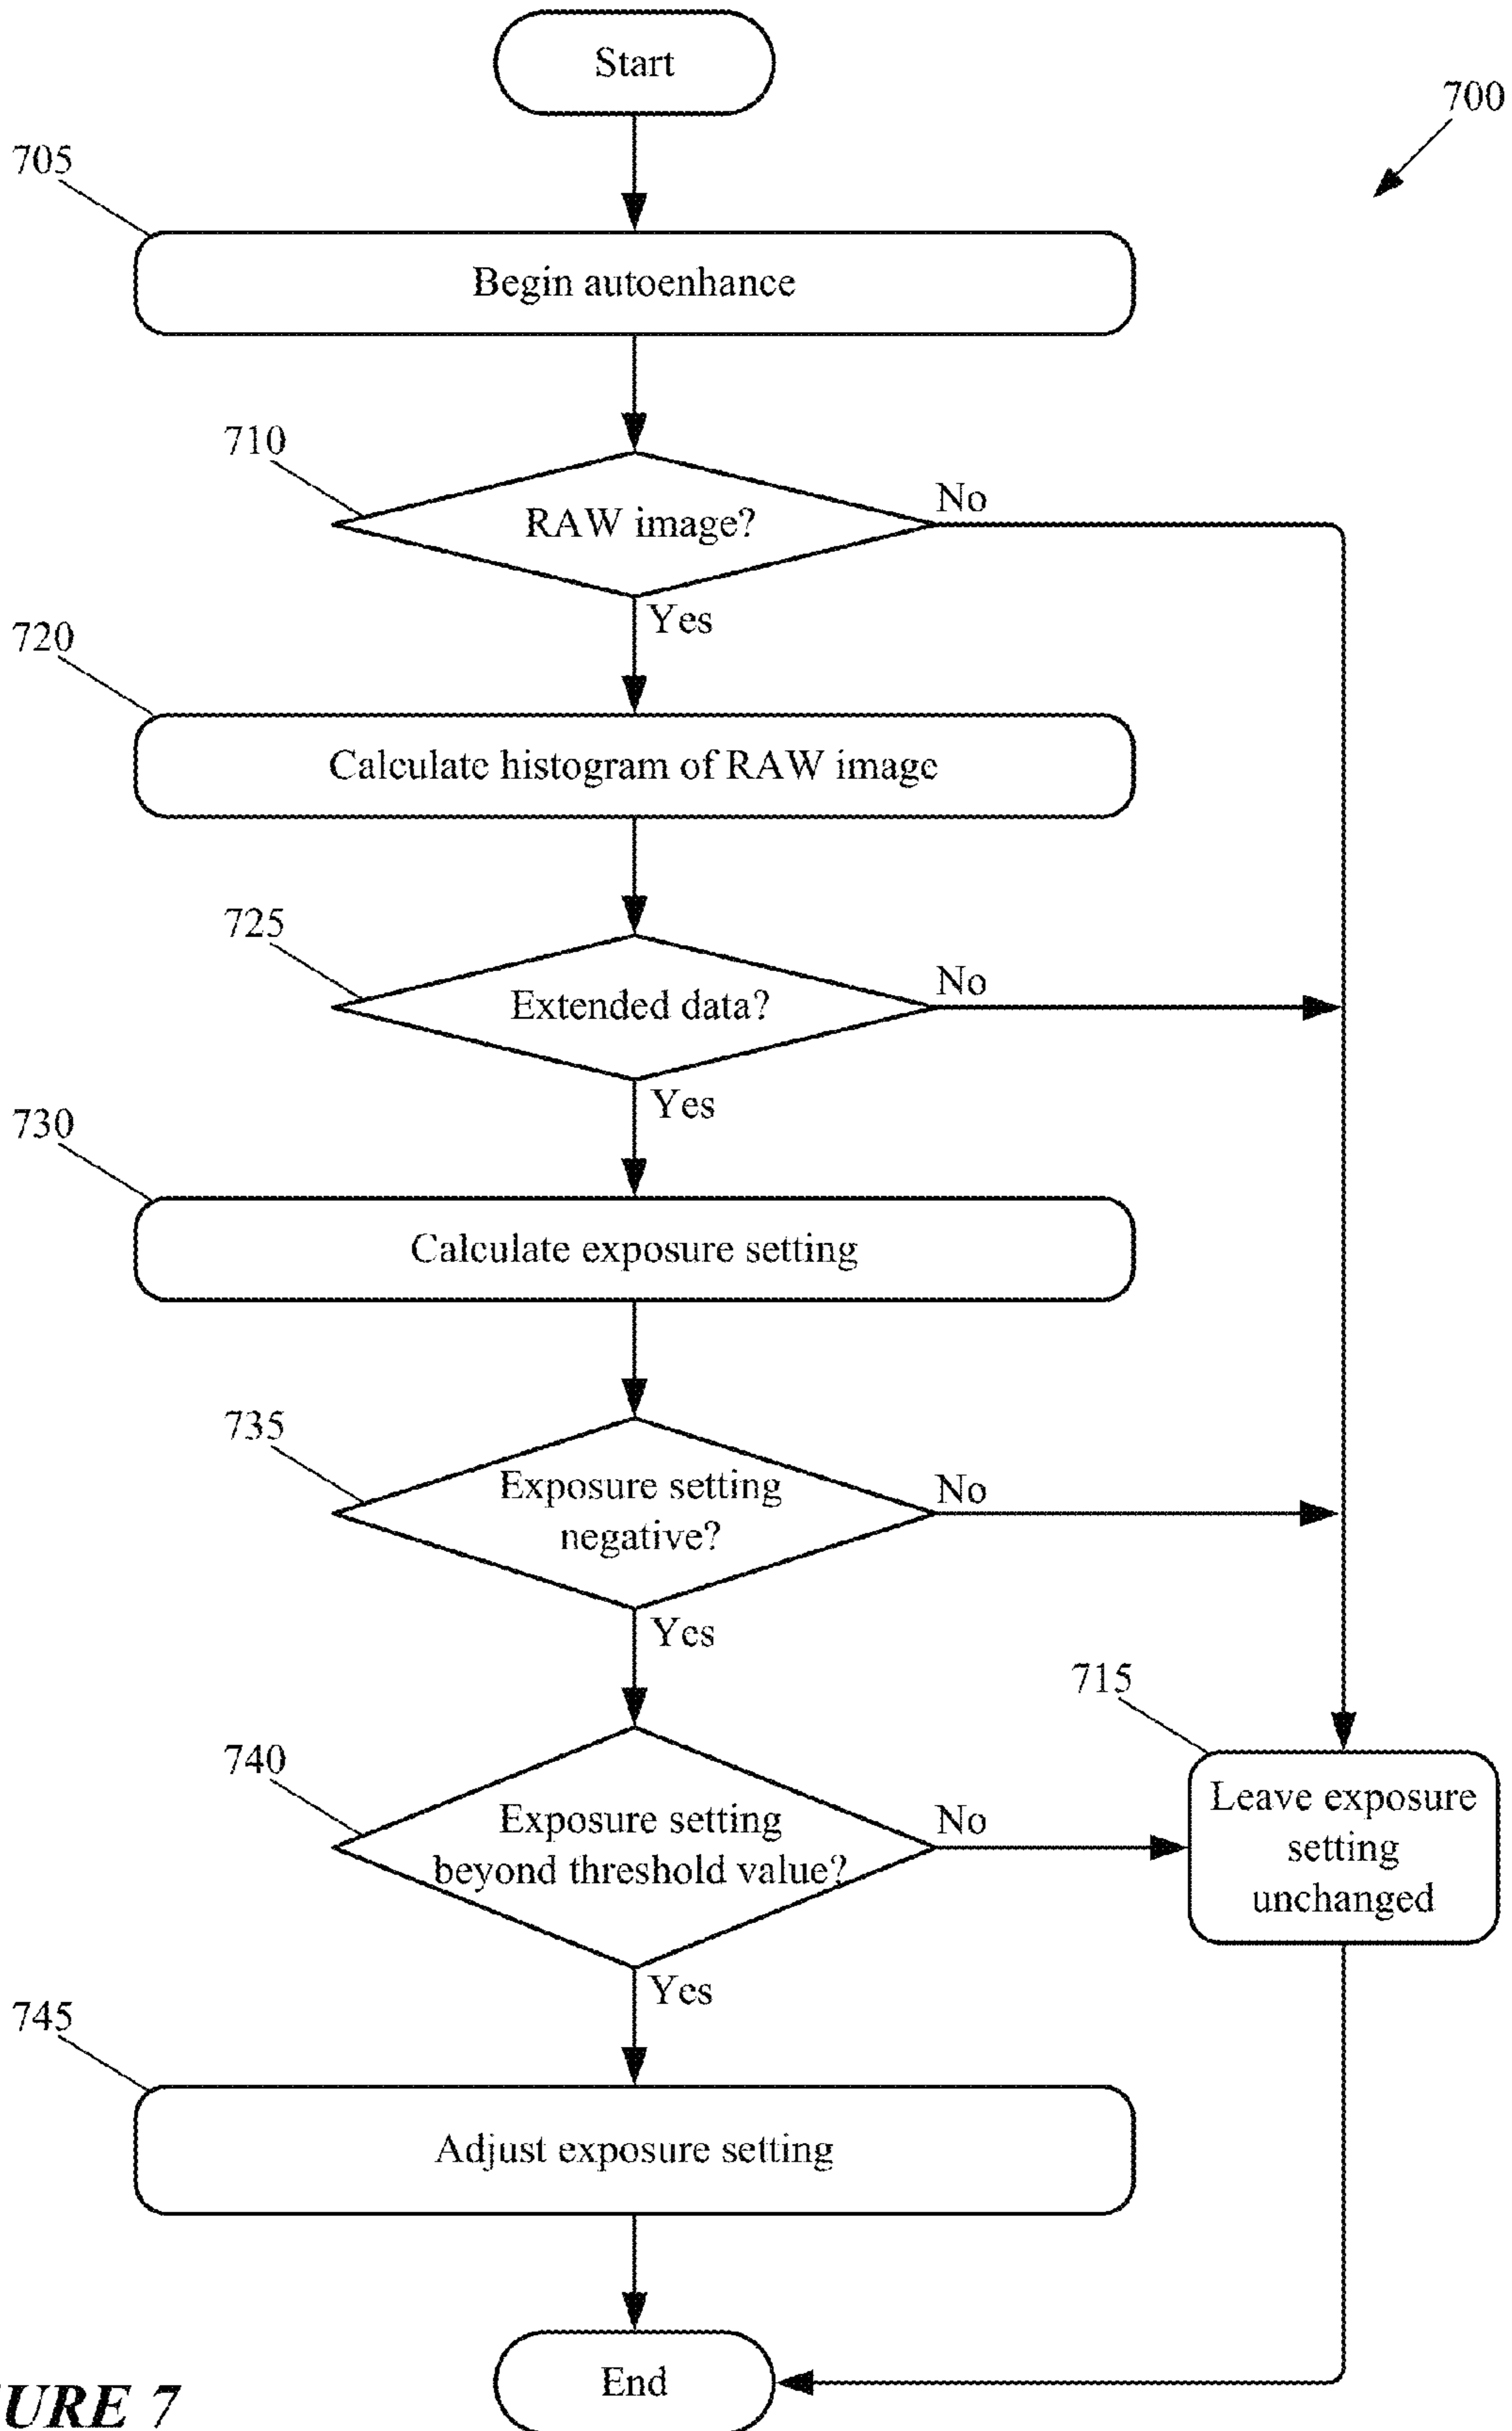 Start
700
705
Begin autoenhance
710
RAW image?
No
Yes
720
Calculate histogram of RAW image
725
Extended data?
No
Yes
730
Calculate exposure setting
735
Exposure setting
negative?
No
Yes
715
740
Exposure setting
beyond threshold value?
No
Leave exposure
setting
unchanged
Yes
745
Adjust exposure setting
End
URE 7